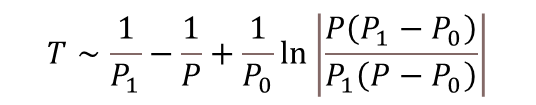 T ~ 1/P₁ − 1/P + 1/P₀ ln |P(P₁ − P₀)/P₁(P − P₀)|